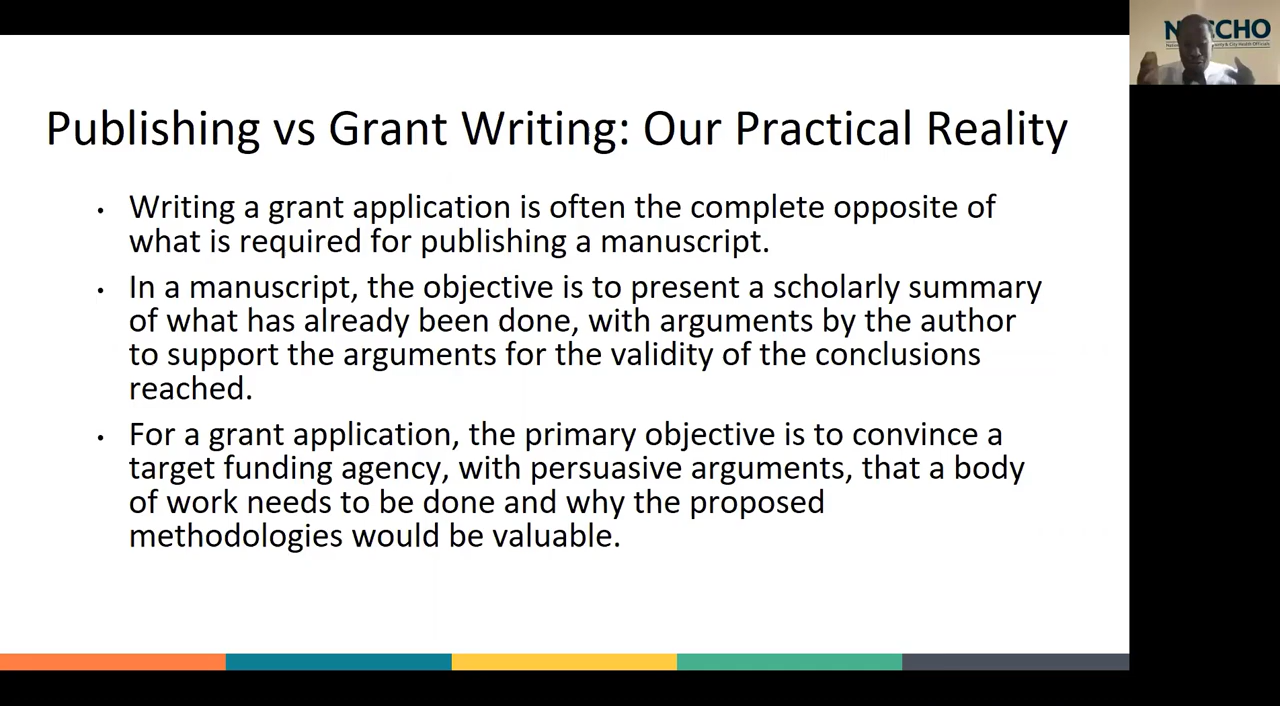 Publishing vs Grant Writing: Our Practical Reality
• Writing a grant application is often the complete opposite of
what is required for publishing a manuscript.
• In a manuscript, the objective is to present a scholarly summary
of what has already been done, with arguments by the author
to support the arguments for the validity of the conclusions
reached.
• For a grant application, the primary objective is to convince a
target funding agency, with persuasive arguments, that a body
of work needs to be done and why the proposed
methodologies would be valuable.
CHO
& City Health Officials